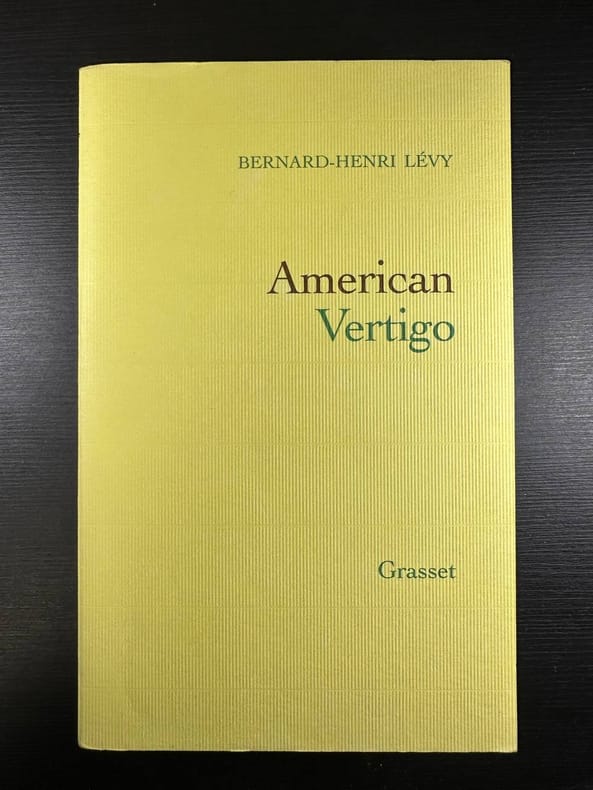 BERNARD-HENRI LÉVY
American
Vertigo
Grasset